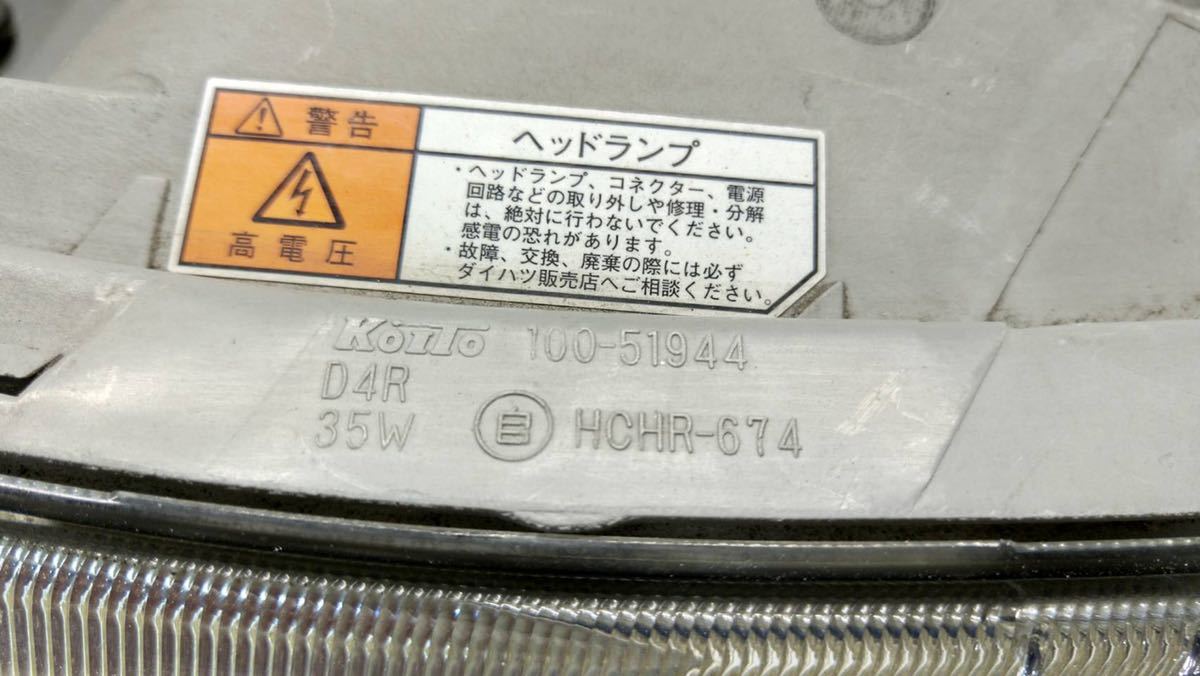 警告
高電圧
ヘッドランプ
・ヘッドランプ、コネクター、電源
回路などの取り外しや修理・分解
は、絶対に行わないでください。
感電の恐れがあります。
・故障、交換、廃棄の際には必ず
ダイハツ販売店へご相談ください。
KOITO 100-51944
D4R
35W 自 HCHR-674